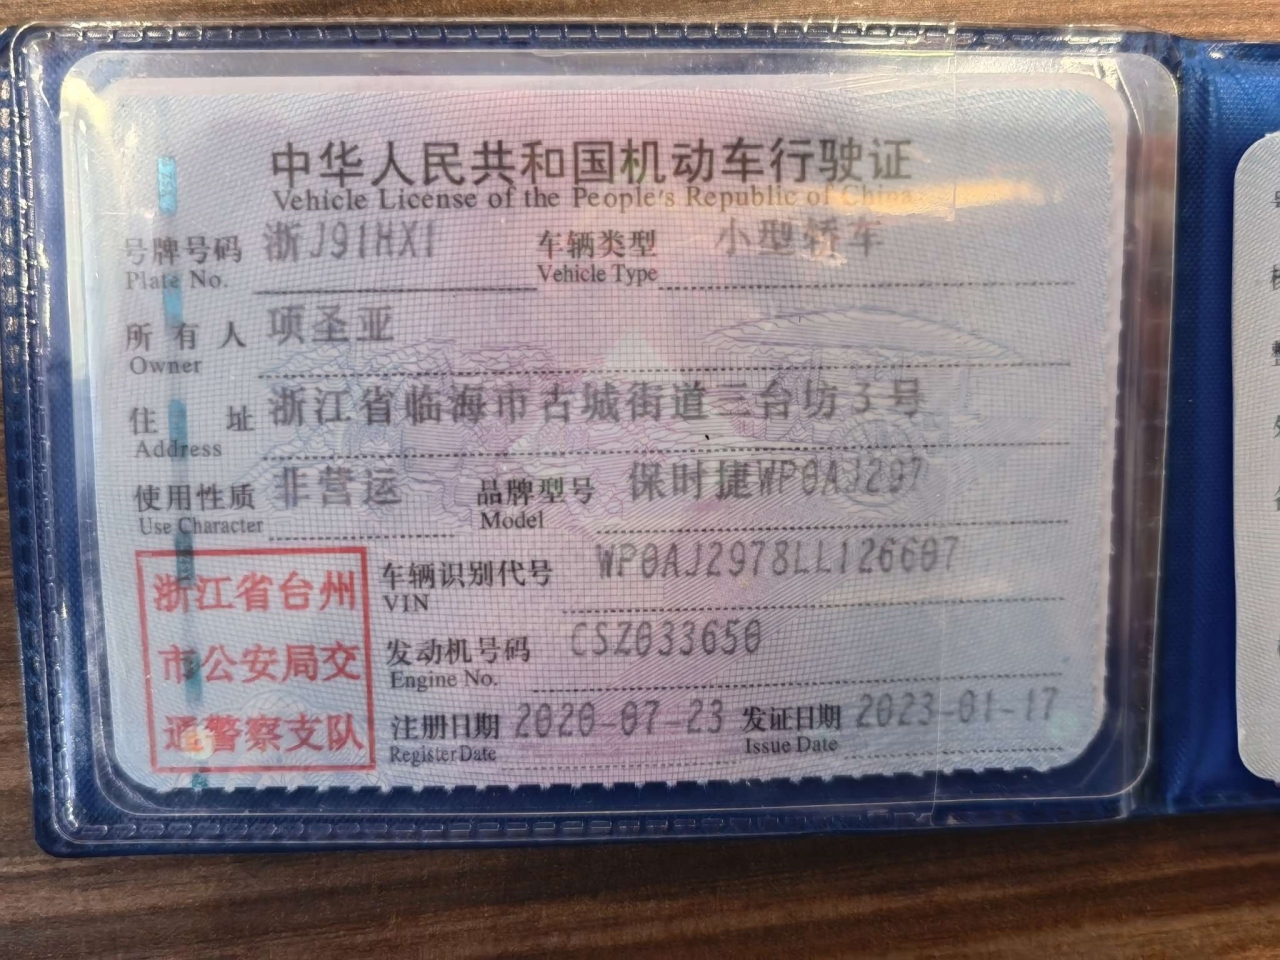 中华人民共和国机动车行驶证
Vehicle License of the People's Republic of China
号牌号码 浙J91HX1 车辆类型 小型轿车
Plate No. Vehicle Type
所有人 项圣亚
Owner
住址 浙江省临海市古城街道三台坊3号
Address
使用性质 非营运 品牌型号 保时捷WP0AJ297
Use Character Model
浙江省台州
市公安局交
通警察支队
车辆识别代号 WP0AJ2978LL126607
VIN
发动机号码 CSZ033650
Engine No.
注册日期 2020-07-23 发证日期 2023-01-17
Register Date Issue Date